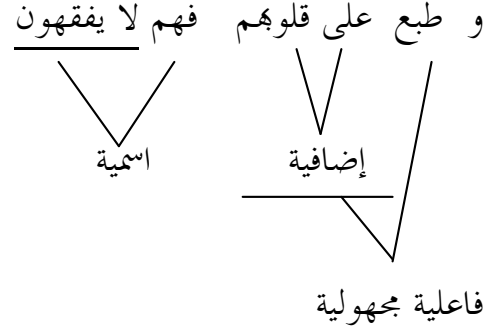 و طبع على قلوبهم فهم لا يفقهون
إضافية اسمية
فاعلية مجهولية